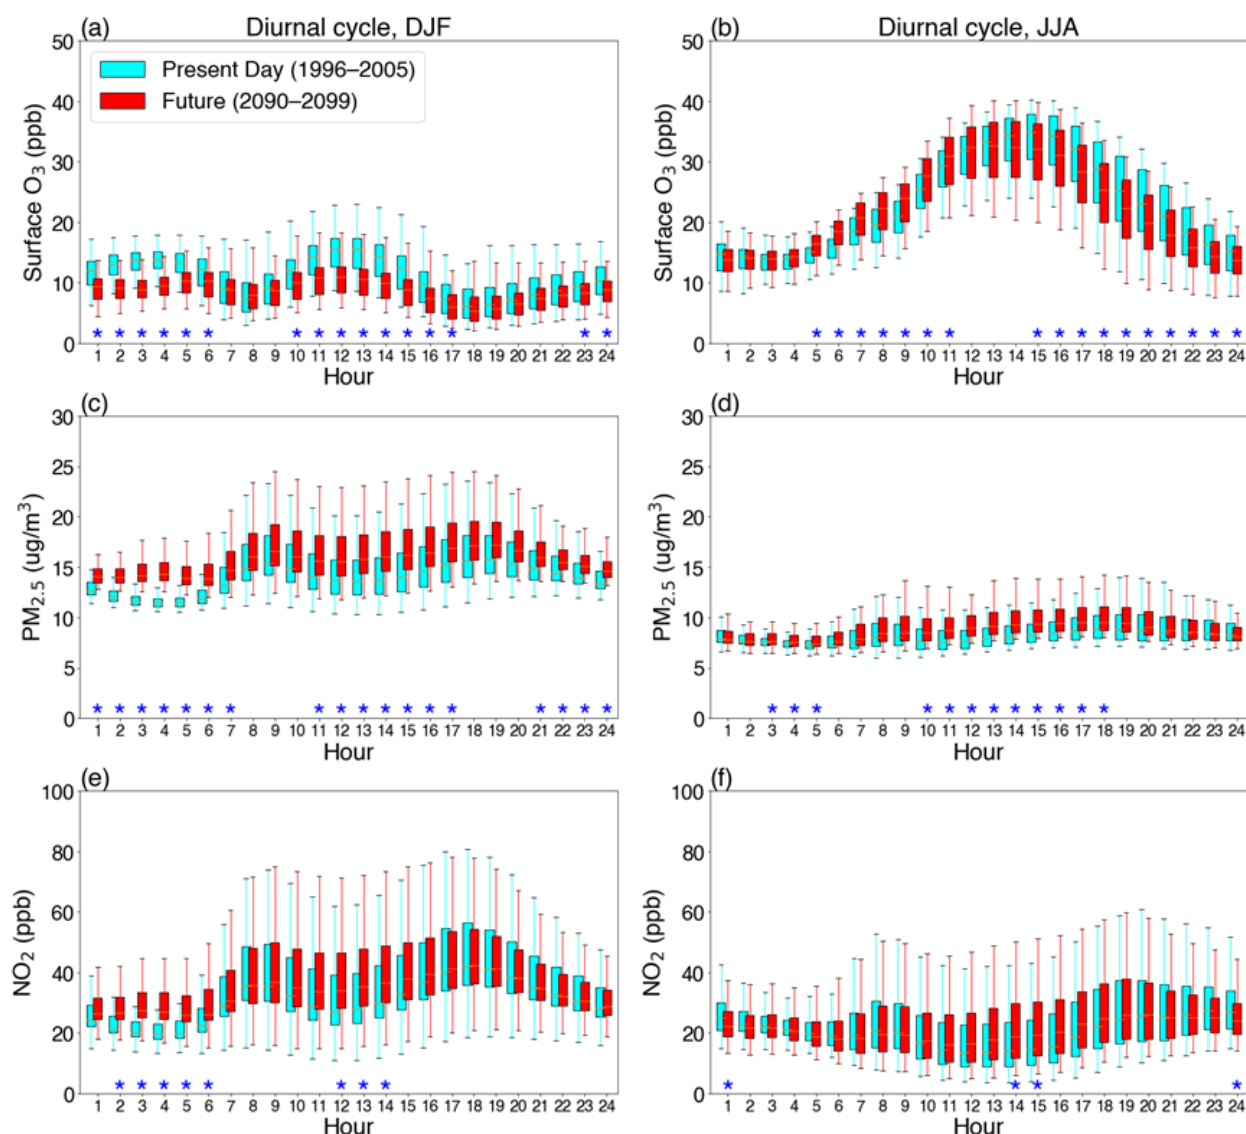 (a) Diurnal cycle, DJF
50
40
30
20
10
0
Surface O3 (ppb)
Present Day (1996–2005)
Future (2090–2099)
* * * * * * * * * * * * * * * *
1 2 3 4 5 6 7 8 9 10 11 12 13 14 15 16 17 18 19 20 21 22 23 24
Hour
(b) Diurnal cycle, JJA
50
40
30
20
10
0
Surface O3 (ppb)
* * * * * * * * * * * * * * * * *
1 2 3 4 5 6 7 8 9 10 11 12 13 14 15 16 17 18 19 20 21 22 23 24
Hour
(c)
30
25
20
15
10
5
0
PM2.5 (ug/m3)
* * * * * * * * * * * * * * * * * *
1 2 3 4 5 6 7 8 9 10 11 12 13 14 15 16 17 18 19 20 21 22 23 24
Hour
(d)
30
25
20
15
10
5
0
PM2.5 (ug/m3)
* * * * * * * * * * * *
1 2 3 4 5 6 7 8 9 10 11 12 13 14 15 16 17 18 19 20 21 22 23 24
Hour
(e)
100
80
60
40
20
0
NO2 (ppb)
* * * * * * * *
1 2 3 4 5 6 7 8 9 10 11 12 13 14 15 16 17 18 19 20 21 22 23 24
Hour
(f)
100
80
60
40
20
0
NO2 (ppb)
* * * *
1 2 3 4 5 6 7 8 9 10 11 12 13 14 15 16 17 18 19 20 21 22 23 24
Hour